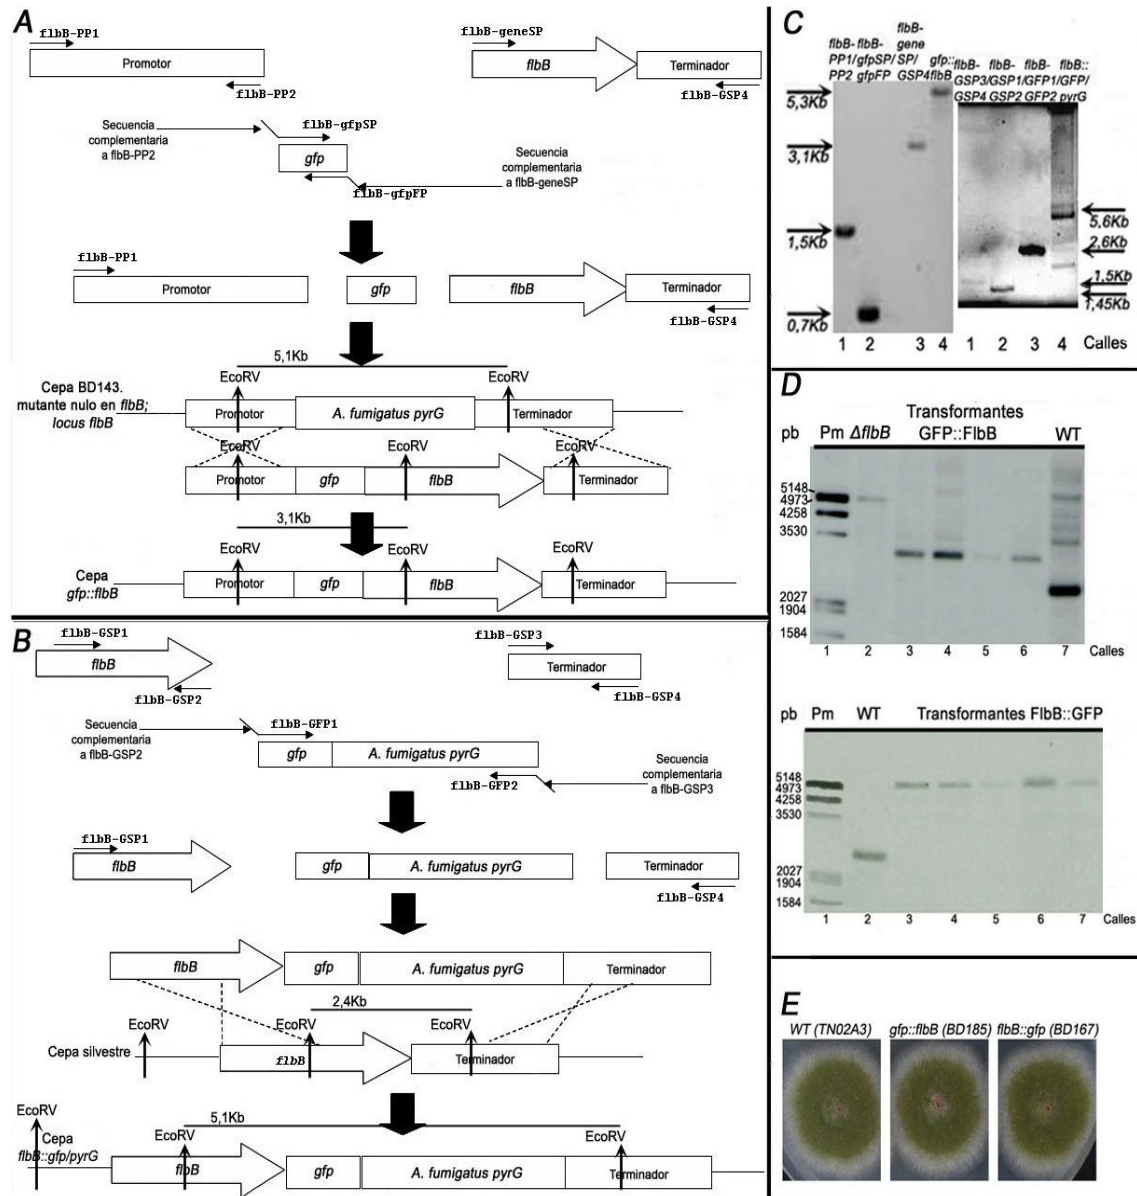 A
flbB-PP1
Promotor
flbB-PP2
flbB-geneSP
flbB
Terminador
flbB-GSP4
Secuencia
complementaria
a flbB-PP2
flbB-gfpSP
gfp
flbB-gfpFP
Secuencia
complementaria
a flbB-geneSP
flbB-PP1
Promotor
gfp
flbB
Terminador
flbB-GSP4
5,1Kb
Cepa BD143.
mutante nulo en flbB;
locus flbB
EcoRV
EcoRV
Promotor
A. fumigatus pyrG
Terminador
EcoRV
EcoRV
EcoRV
Promotor
gfp
flbB
Terminador
3,1Kb
EcoRV
EcoRV
EcoRV
Cepa
gfp::flbB
Promotor
gfp
flbB
Terminador
B
flbB-GSP1
flbB
flbB-GSP2
flbB-GSP3
Terminador
flbB-GSP4
Secuencia
complementaria
a flbB-GSP2
flbB-GFP1
gfp
A. fumigatus pyrG
flbB-GFP2
Secuencia
complementaria
a flbB-GSP3
flbB-GSP1
flbB
gfp
A. fumigatus pyrG
Terminador
flbB-GSP4
flbB
gfp
A. fumigatus pyrG
Terminador
2,4Kb
EcoRV
EcoRV
EcoRV
Cepa silvestre
flbB
Terminador
5,1Kb
EcoRV
EcoRV
EcoRV
Cepa
flbB::gfp/pyrG
flbB
gfp
A. fumigatus pyrG
Terminador
C
flbB-PP1/PP2
flbB-gfpSP/gfpFP
flbB-geneSP/GSP4
gfp::flbB
flbB-GSP3/GSP4
flbB-GSP1/GSP2
flbB-GFP1/GFP2
flbB::GFP/pyrG
5,3Kb
3,1Kb
1,5Kb
0,7Kb
5,6Kb
2,6Kb
1,5Kb
1,45Kb
1 2 3 4 1 2 3 4 Calles
D
Transformantes
pb Pm ΔflbB GFP::FlbB WT
5148
4973
4258
3530
2027
1904
1584
1 2 3 4 5 6 7 Calles
pb Pm WT Transformantes FlbB::GFP
5148
4973
4258
3530
2027
1904
1584
1 2 3 4 5 6 7 Calles
E
WT (TN02A3) gfp::flbB (BD185) flbB::gfp (BD167)